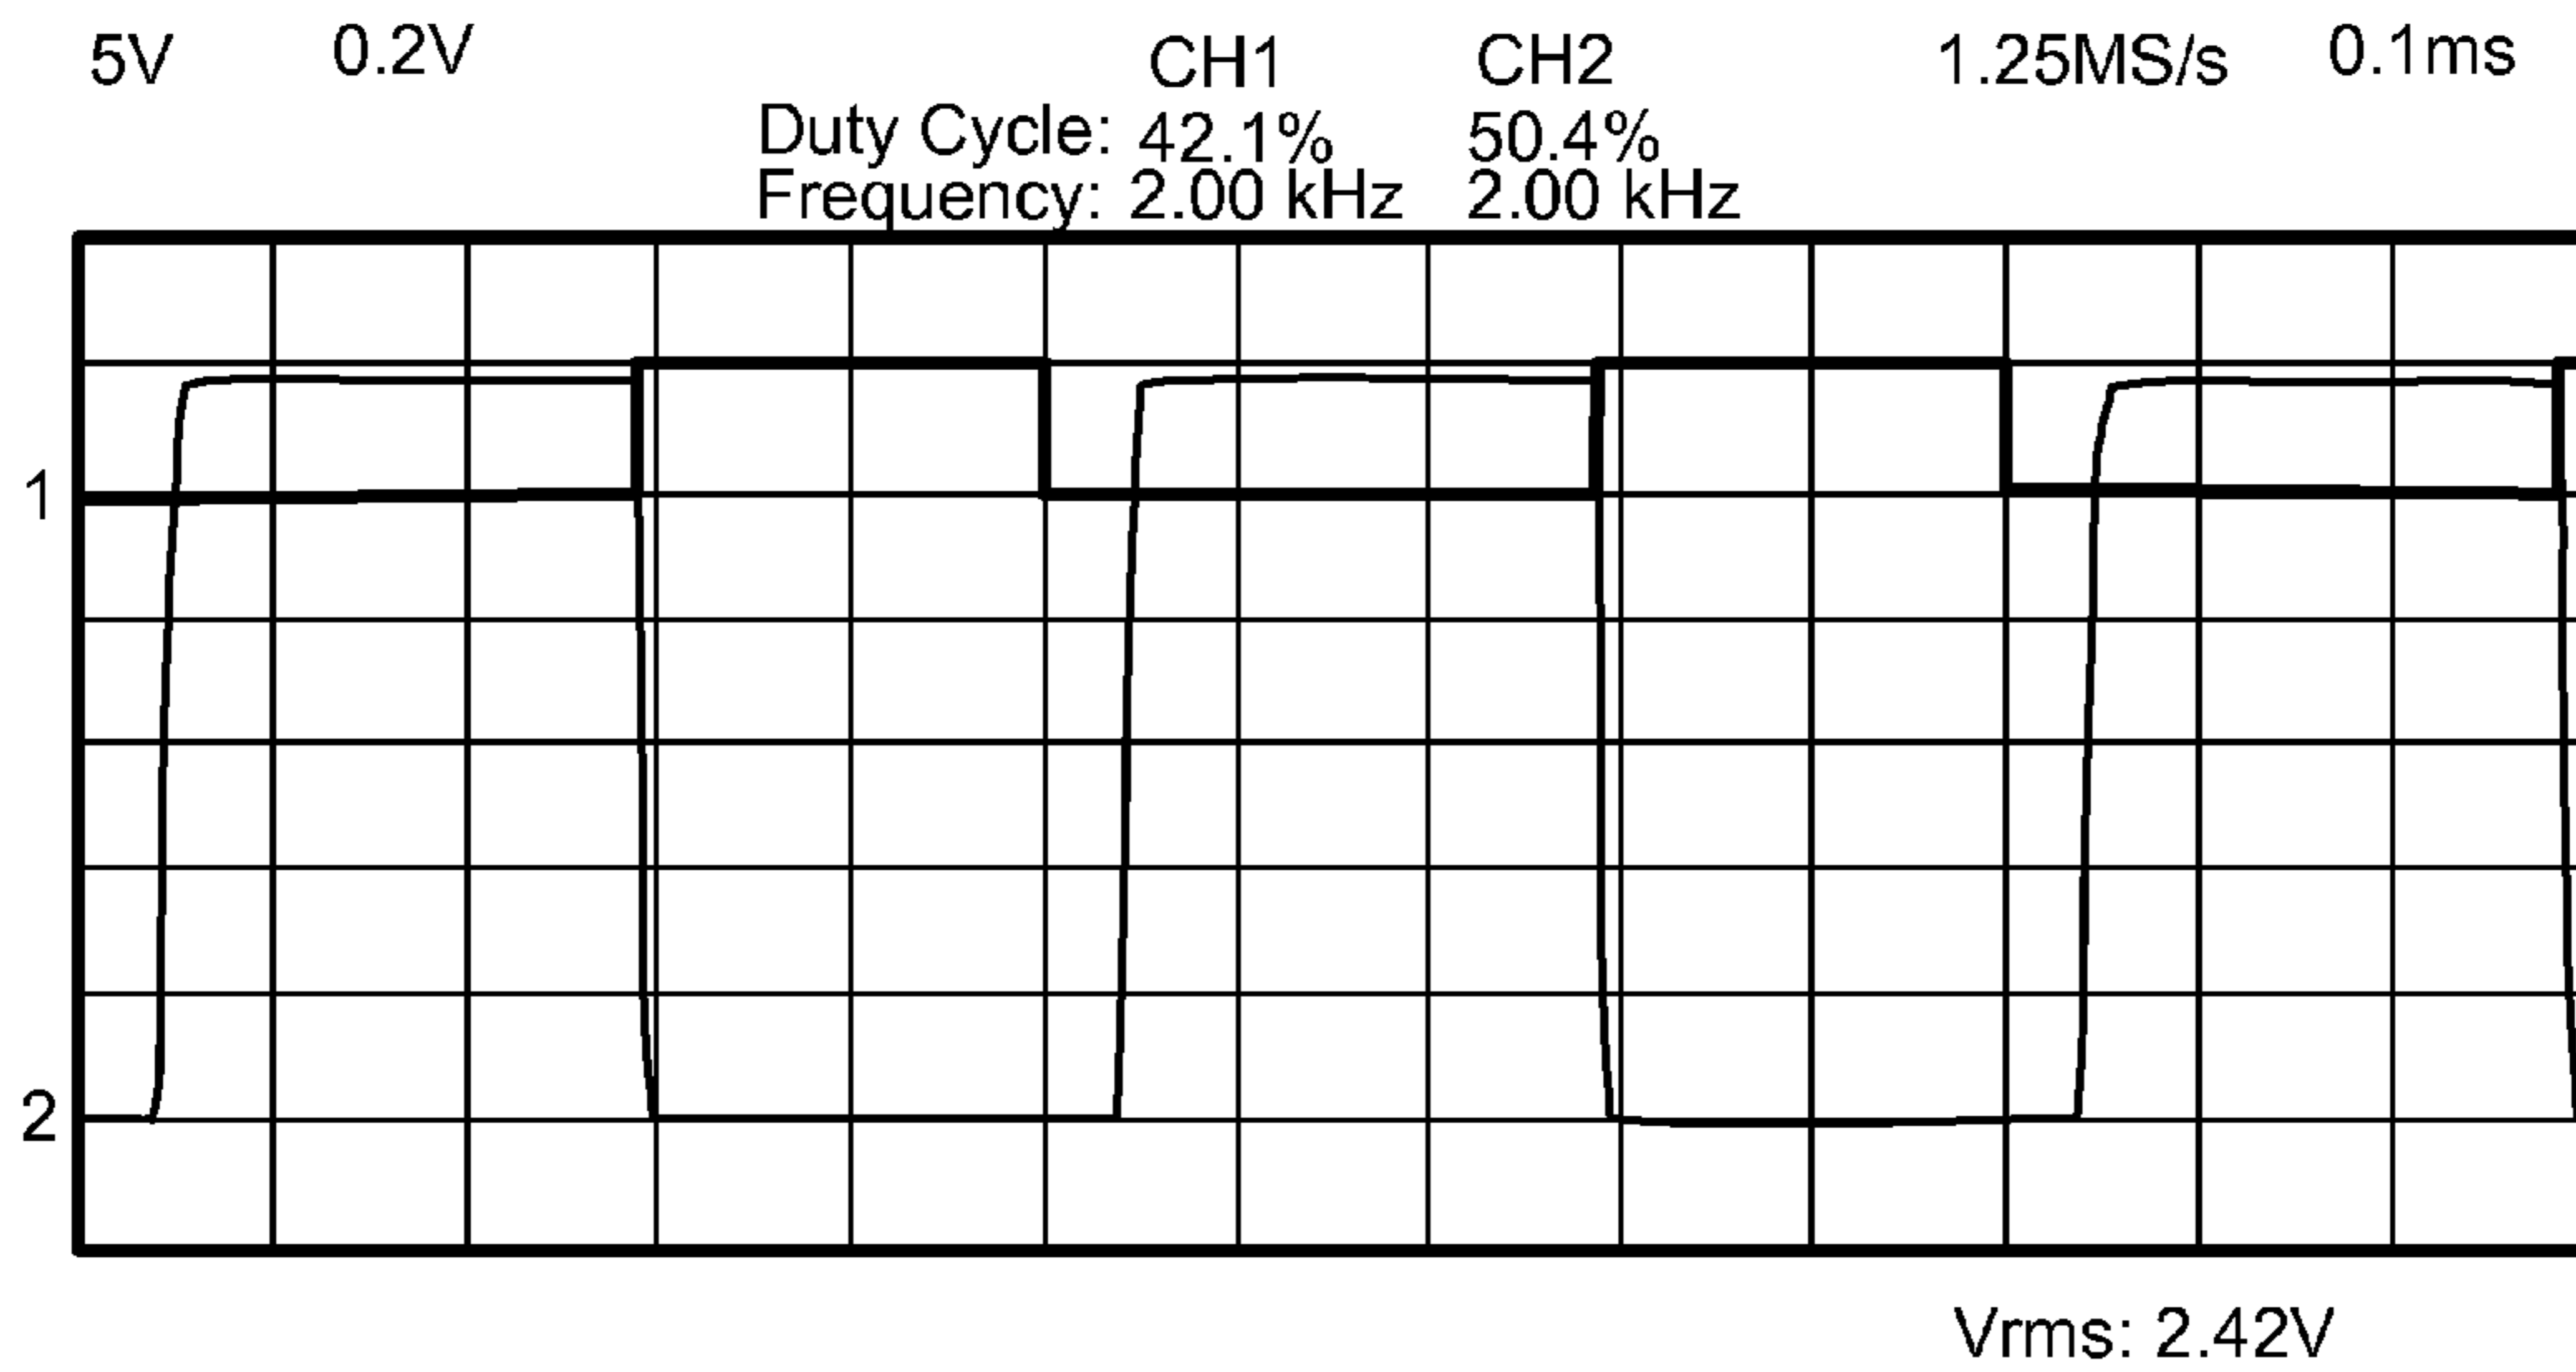 5V 0.2V CH1 CH2 1.25MS/s 0.1ms
Duty Cycle: 42.1% 50.4%
Frequency: 2.00 kHz 2.00 kHz
1
2
Vrms: 2.42V